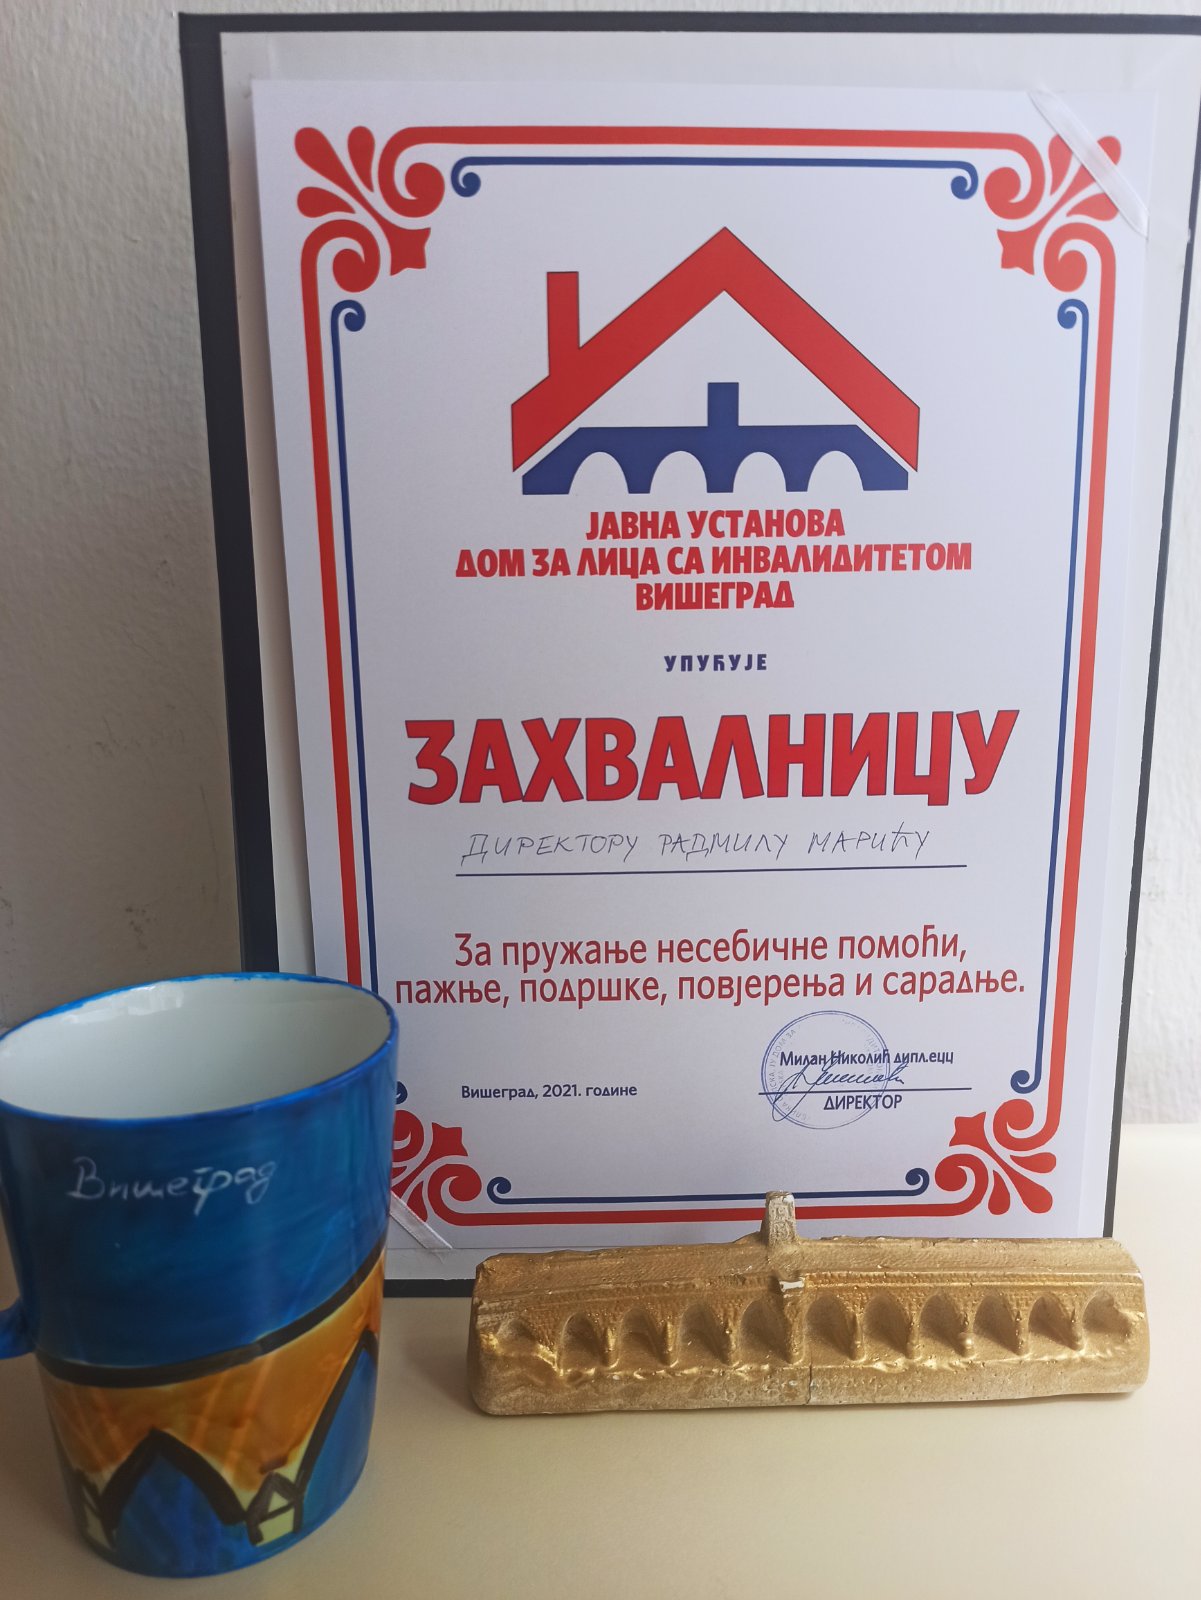 ЈАВНА УСТАНОВА
ДОМ ЗА ЛИЦА СА ИНВАЛИДИТЕТОМ
ВИШЕГРАД
УПУЋУЈЕ
ЗАХВАЛНИЦУ
ДИРЕКТОРУ РАДМИЛУ МАРИЋУ
За пружање несебичне помоћи,
пажње, подршке, повјерења и сарадње.
Милан Николић дипл.ецц
Вишеград, 2021. године
ДИРЕКТОР
Вишеград